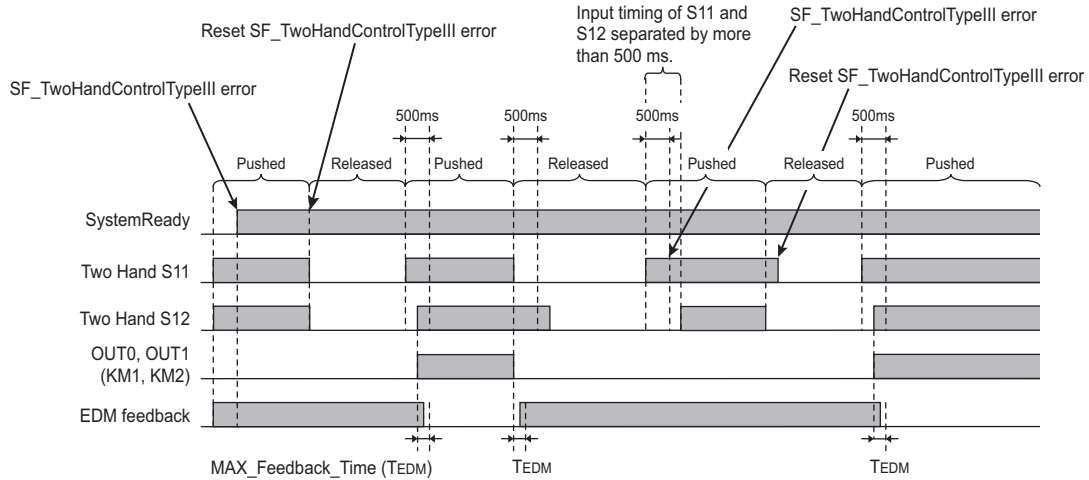 Input timing of S11 and
S12 separated by more
than 500 ms.
SF_TwoHandControlTypeIII error
Reset SF_TwoHandControlTypeIII error
SF_TwoHandControlTypeIII error
Reset SF_TwoHandControlTypeIII error
500ms
500ms
500ms
500ms
Pushed
Released
Pushed
Released
Pushed
Released
Pushed
SystemReady
Two Hand S11
Two Hand S12
OUT0, OUT1
(KM1, KM2)
EDM feedback
MAX_Feedback_Time (TEDM)
TEDM
TEDM